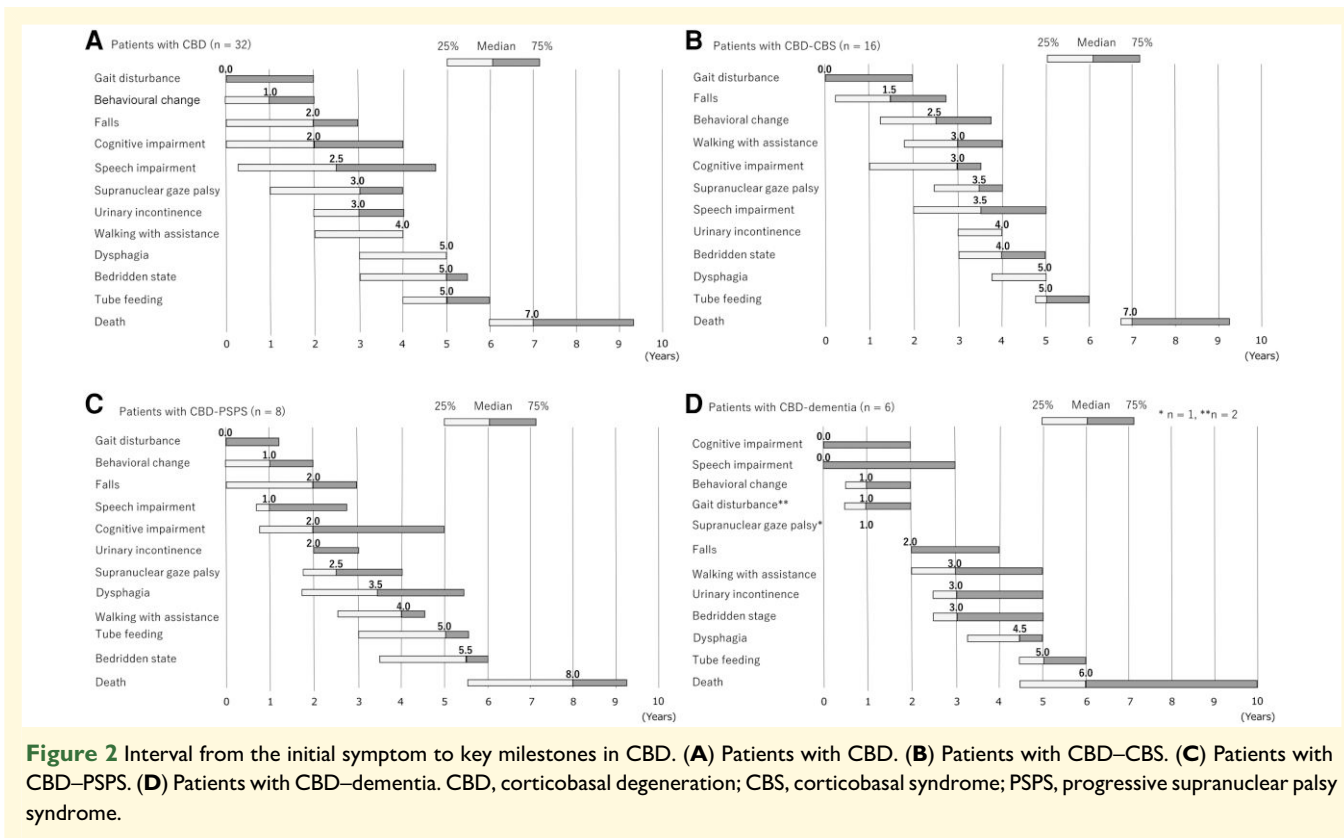 A Patients with CBD (n = 32)
25% Median 75%
Gait disturbance 0.0
Behavioural change 1.0
Falls 2.0
Cognitive impairment 2.0
Speech impairment 2.5
Supranuclear gaze palsy 3.0
Urinary incontinence 3.0
Walking with assistance 4.0
Dysphagia 5.0
Bedridden state 5.0
Tube feeding 5.0
Death 7.0
0 1 2 3 4 5 6 7 8 9 10
(Years)
B Patients with CBD-CBS (n = 16)
25% Median 75%
Gait disturbance 0.0
Falls 1.5
Behavioral change 2.5
Walking with assistance 3.0
Cognitive impairment 3.0
Supranuclear gaze palsy 3.5
Speech impairment 3.5
Urinary incontinence 4.0
Bedridden state 4.0
Dysphagia 5.0
Tube feeding 5.0
Death 7.0
0 1 2 3 4 5 6 7 8 9 10
(Years)
C Patients with CBD-PSPS (n = 8)
25% Median 75%
Gait disturbance 0.0
Behavioral change 1.0
Falls 2.0
Speech impairment 1.0
Cognitive impairment 2.0
Urinary incontinence 2.0
Supranuclear gaze palsy 2.5
Dysphagia 3.5
Walking with assistance 4.0
Tube feeding 5.0
Bedridden state 5.5
Death 8.0
0 1 2 3 4 5 6 7 8 9 10
(Years)
D Patients with CBD-dementia (n = 6)
25% Median 75%
* n = 1, **n = 2
Cognitive impairment 0.0
Speech impairment 0.0
Behavioral change 1.0
Gait disturbance** 1.0
Supranuclear gaze palsy* 1.0
Falls 2.0
Walking with assistance 3.0
Urinary incontinence 3.0
Bedridden stage 3.0
Dysphagia 4.5
Tube feeding 5.0
Death 6.0
0 1 2 3 4 5 6 7 8 9 10
(Years)
Figure 2 Interval from the initial symptom to key milestones in CBD. (A) Patients with CBD. (B) Patients with CBD–CBS. (C) Patients with
CBD–PSPS. (D) Patients with CBD–dementia. CBD, corticobasal degeneration; CBS, corticobasal syndrome; PSPS, progressive supranuclear palsy
syndrome.